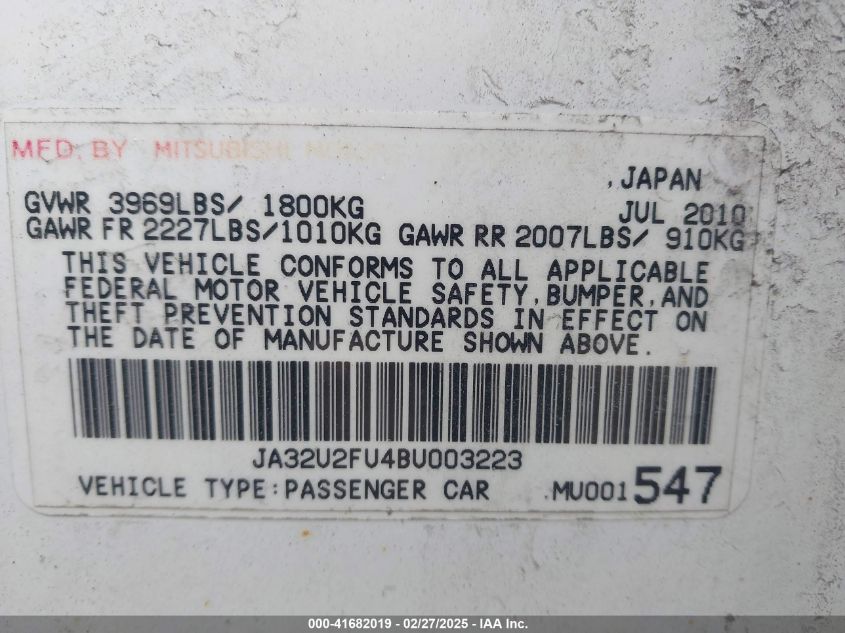 MFD. BY MITSUBISHI
, JAPAN
GVWR 3969LBS/ 1800KG JUL 2010
GAWR FR 2227LBS/1010KG GAWR RR 2007LBS/ 910KG
THIS VEHICLE CONFORMS TO ALL APPLICABLE
FEDERAL MOTOR VEHICLE SAFETY, BUMPER, AND
THEFT PREVENTION STANDARDS IN EFFECT ON
THE DATE OF MANUFACTURE SHOWN ABOVE.
JA32U2FU4BU003223
VEHICLE TYPE:PASSENGER CAR .MU001547
000-41682019 - 02/27/2025 - IAA Inc.